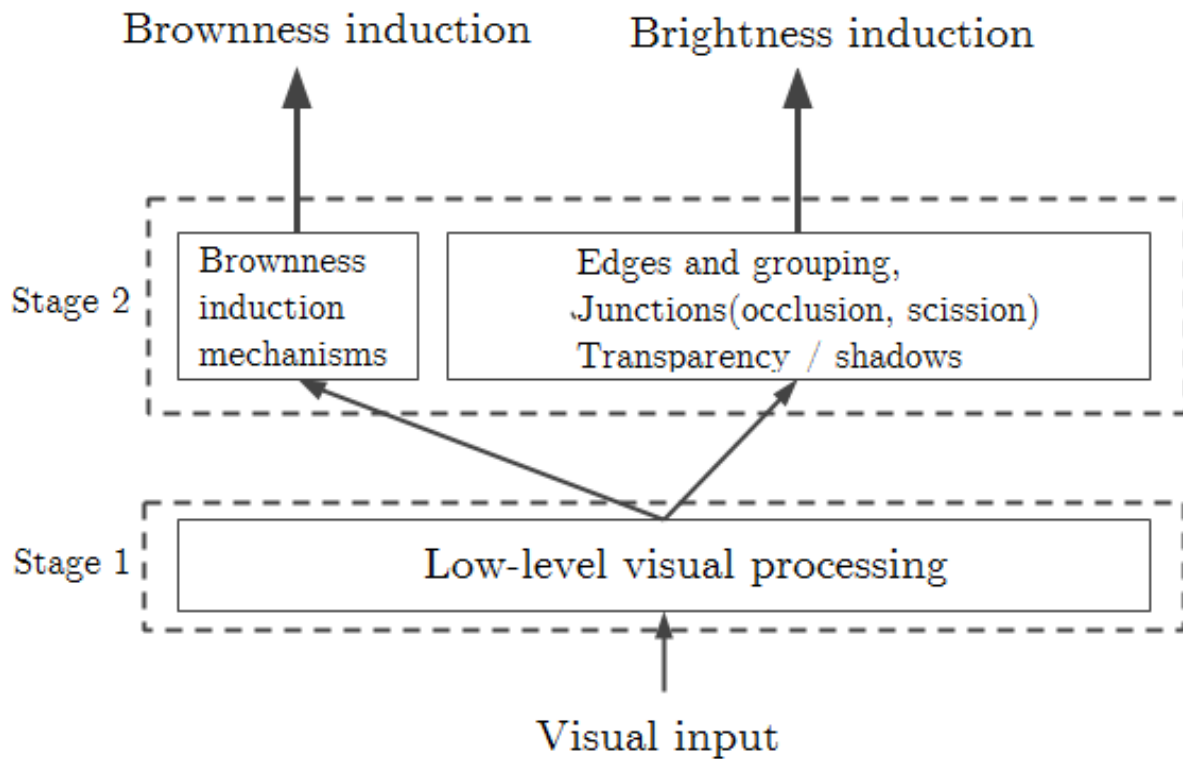 Brownness induction
Brightness induction
Stage 2
Brownness
induction
mechanisms
Edges and grouping,
Junctions(occlusion, scission)
Transparency / shadows
Stage 1
Low-level visual processing
Visual input